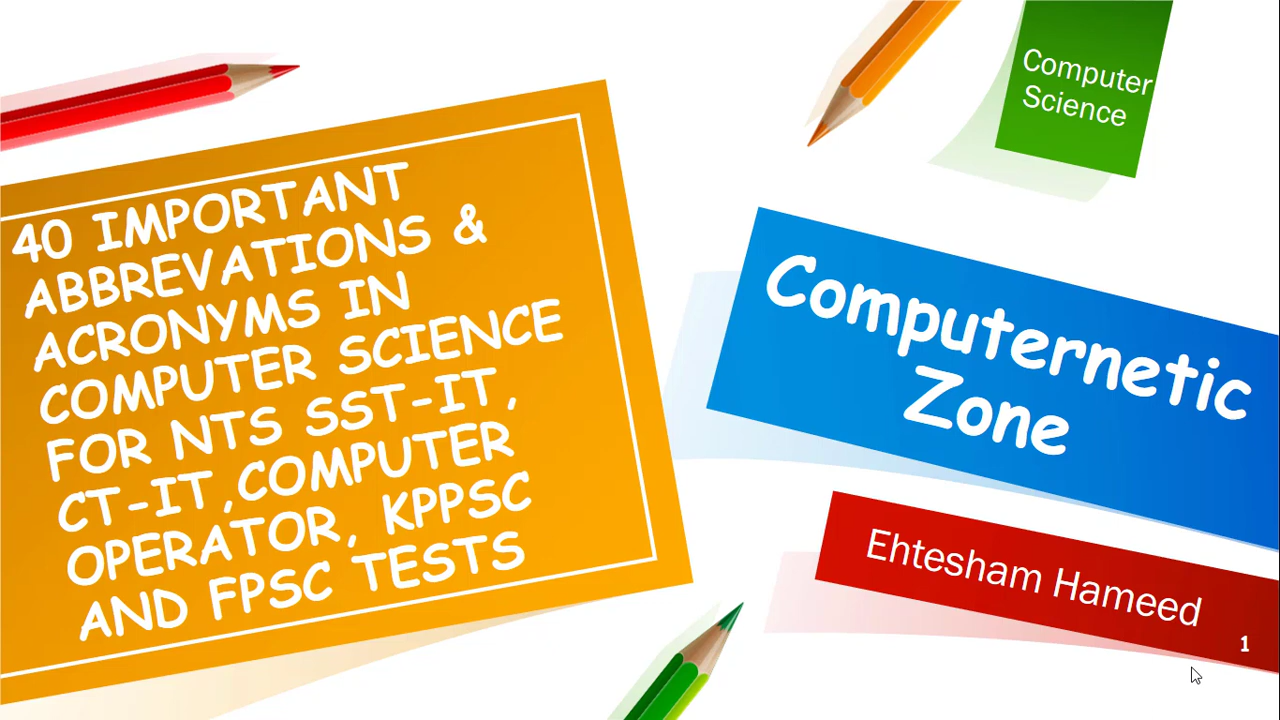 40 IMPORTANT
ABBREVATIONS &
ACRONYMS IN
COMPUTER SCIENCE
FOR NTS SST-IT,
CT-IT,COMPUTER
OPERATOR, KPPSC
AND FPSC TESTS
Computer
Science
Computernetic
Zone
Ehtesham Hameed
1